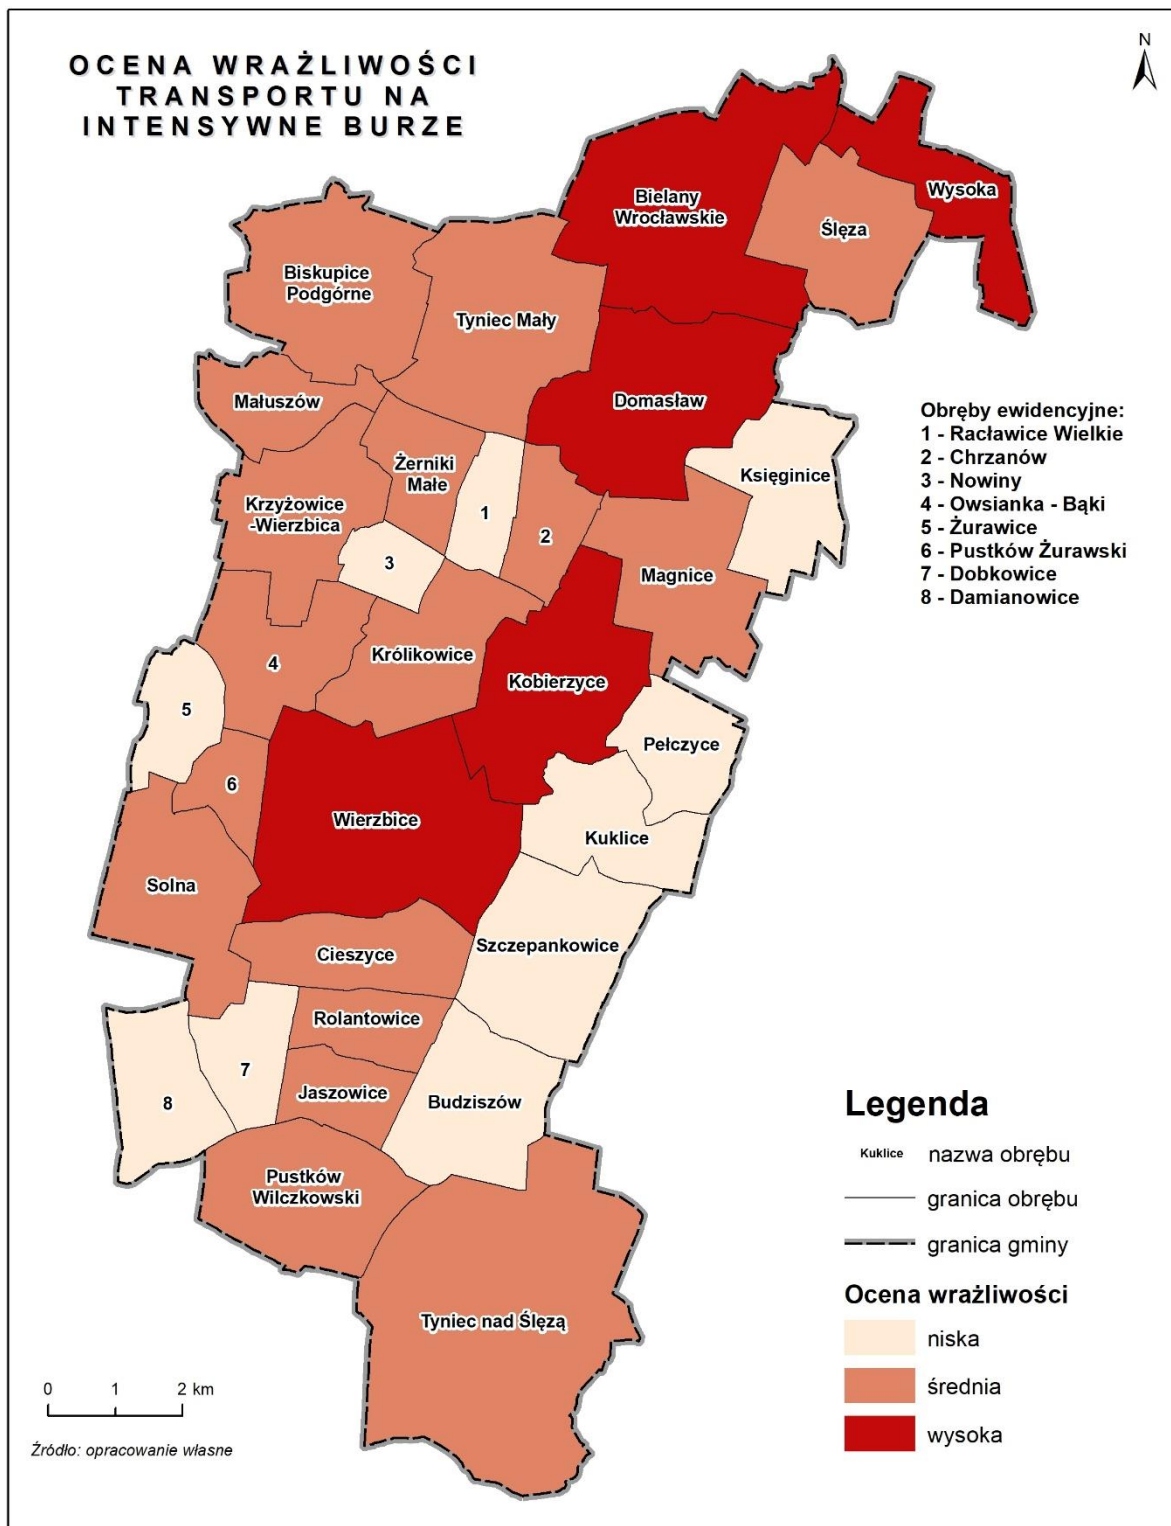 OCENA WRAŻLIWOŚCI
TRANSPORTU NA
INTENSYWNE BURZE
N
Bielany
Wrocławskie
Wysoka
Ślęza
Biskupice
Podgórne
Tyniec Mały
Małuszów
Domasław
Księginice
Żerniki
Małe
Krzyżowice
-Wierzbica
1
2
3
Magnice
Królikowice
4
Kobierzyce
5
Pełczyce
6
Wierzbice
Kuklice
Solna
Cieszyce
Szczepankowice
Rolantowice
7
8
Jaszowice
Budziszów
Pustków
Wilczkowski
Tyniec nad Ślęzą
Obręby ewidencyjne:
1 - Racławice Wielkie
2 - Chrzanów
3 - Nowiny
4 - Owsianka - Bąki
5 - Żurawice
6 - Pustków Żurawski
7 - Dobkowice
8 - Damianowice
Legenda
Kuklice nazwa obrębu
granica obrębu
granica gminy
Ocena wrażliwości
niska
średnia
wysoka
0 1 2 km
Źródło: opracowanie własne